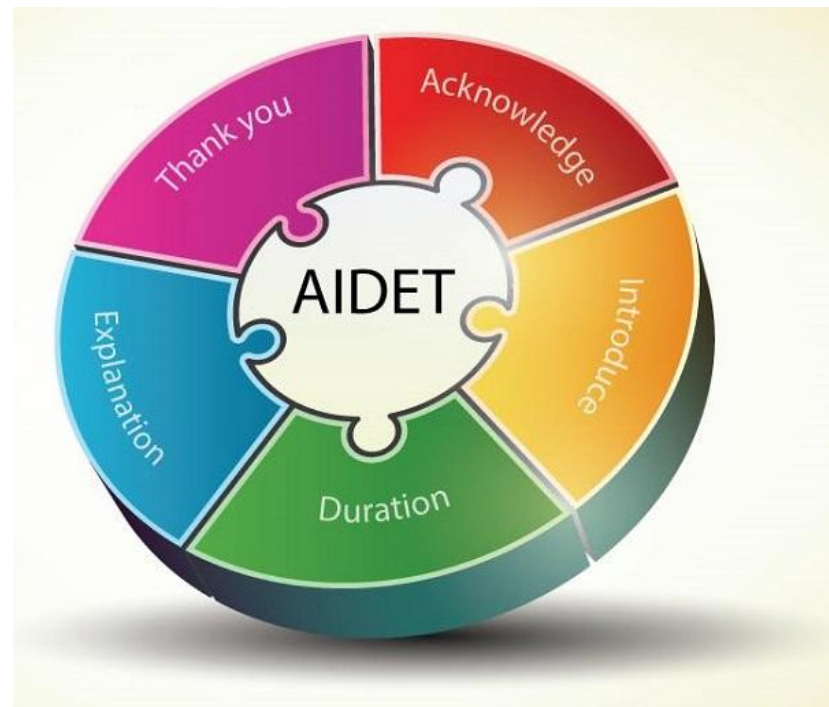 AIDET
Acknowledge
Introduce
Duration
Explanation
Thank you